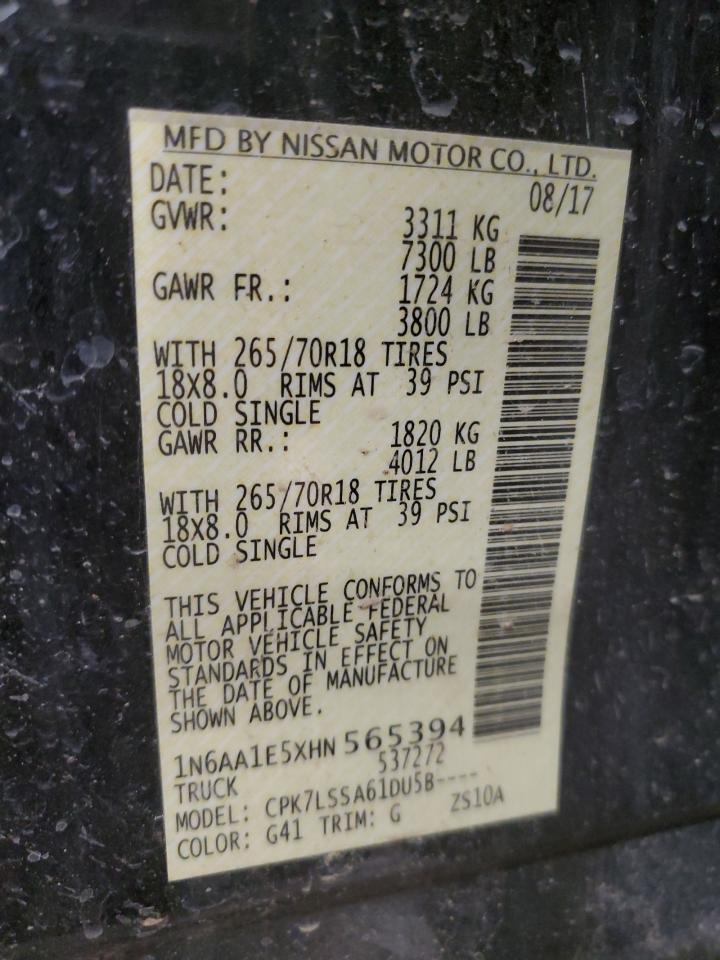 MFD BY NISSAN MOTOR CO., LTD.
DATE: 08/17
GVWR: 3311 KG
7300 LB
GAWR FR.: 1724 KG
3800 LB
WITH 265/70R18 TIRES
18X8.0 RIMS AT 39 PSI
COLD SINGLE
GAWR RR.: 1820 KG
4012 LB
WITH 265/70R18 TIRES
18X8.0 RIMS AT 39 PSI
COLD SINGLE
THIS VEHICLE CONFORMS TO
ALL APPLICABLE FEDERAL
MOTOR VEHICLE SAFETY
STANDARDS IN EFFECT ON
THE DATE OF MANUFACTURE
SHOWN ABOVE.
1N6AA1E5XHN 565394
TRUCK 537272
MODEL: CPK7LSSA61DU5B----
COLOR: G41 TRIM: G ZS10A